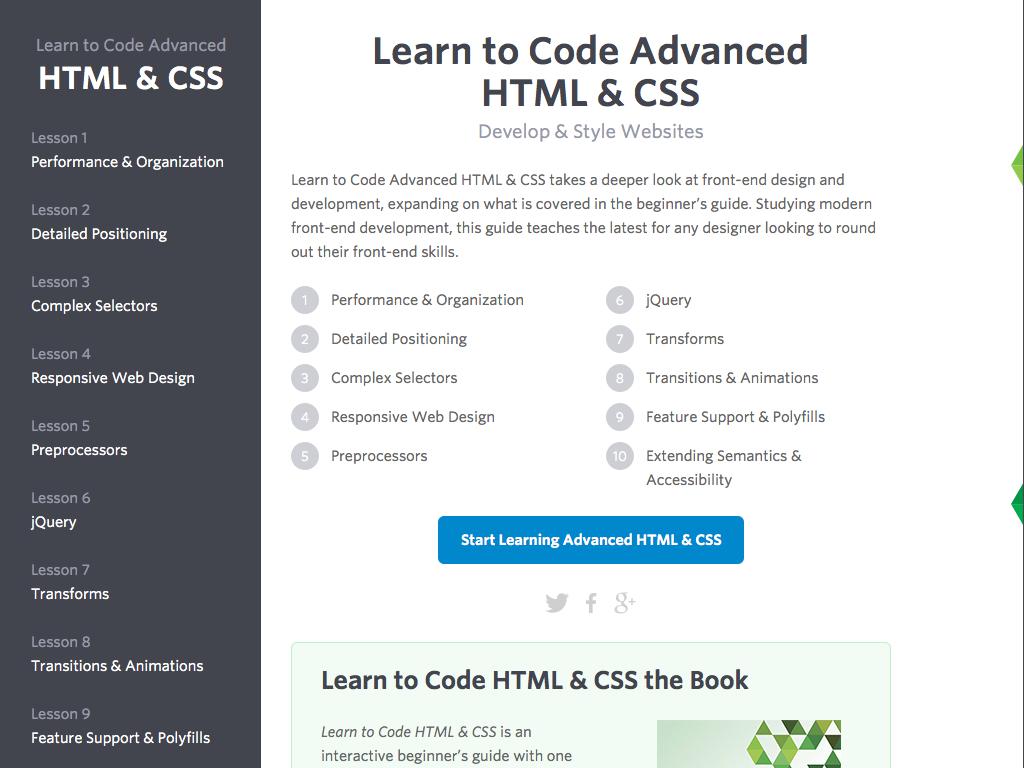 Learn to Code Advanced
HTML & CSS
Lesson 1
Performance & Organization
Lesson 2
Detailed Positioning
Lesson 3
Complex Selectors
Lesson 4
Responsive Web Design
Lesson 5
Preprocessors
Lesson 6
jQuery
Lesson 7
Transforms
Lesson 8
Transitions & Animations
Lesson 9
Feature Support & Polyfills
Learn to Code Advanced
HTML & CSS
Develop & Style Websites
Learn to Code Advanced HTML & CSS takes a deeper look at front-end design and
development, expanding on what is covered in the beginner's guide. Studying modern
front-end development, this guide teaches the latest for any designer looking to round
out their front-end skills.
1 Performance & Organization
2 Detailed Positioning
3 Complex Selectors
4 Responsive Web Design
5 Preprocessors
6 jQuery
7 Transforms
8 Transitions & Animations
9 Feature Support & Polyfills
10 Extending Semantics &
Accessibility
Start Learning Advanced HTML & CSS
Learn to Code HTML & CSS the Book
Learn to Code HTML & CSS is an
interactive beginner's guide with one